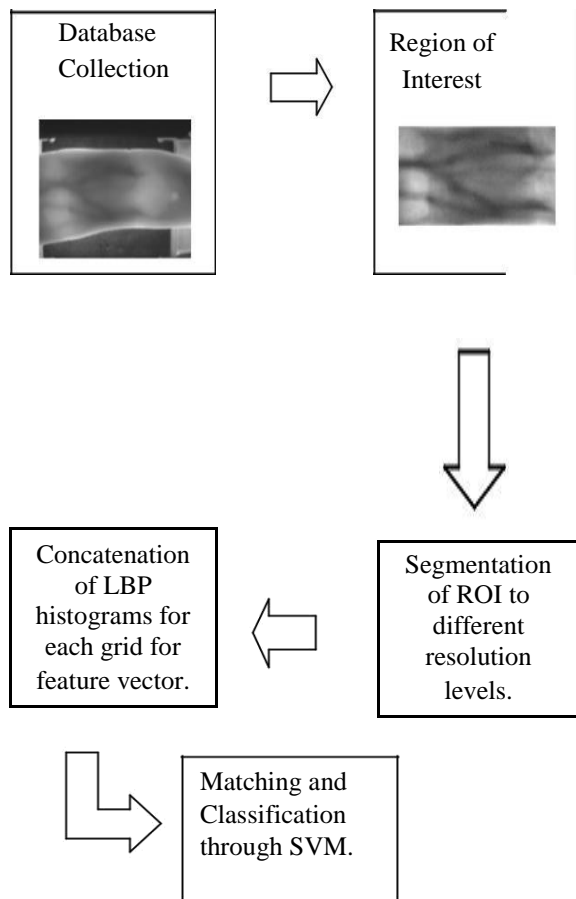 Database
Collection
Region of
Interest
Segmentation
of ROI to
different
resolution
levels.
Concatenation
of LBP
histograms for
each grid for
feature vector.
Matching and
Classification
through SVM.